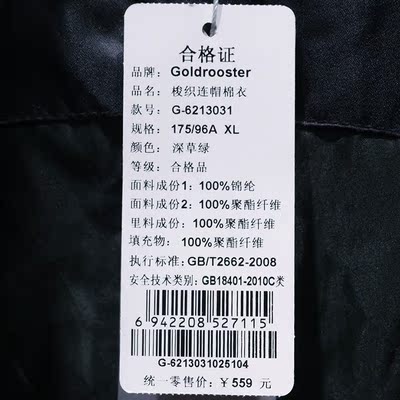 合格证
品牌: Goldrooster
品名: 梭织连帽棉衣
款号: G-6213031
规格: 175/96A XL
颜色: 深草绿
等级: 合格品
面料成份1: 100%锦纶
面料成份2: 100%聚酯纤维
里料成份: 100%聚酯纤维
填充物: 100%聚酯纤维
执行标准: GB/T2662-2008
安全技术类别: GB18401-2010C类
6 942208 527115
G-6213031025104
统一零售价: ￥559 元